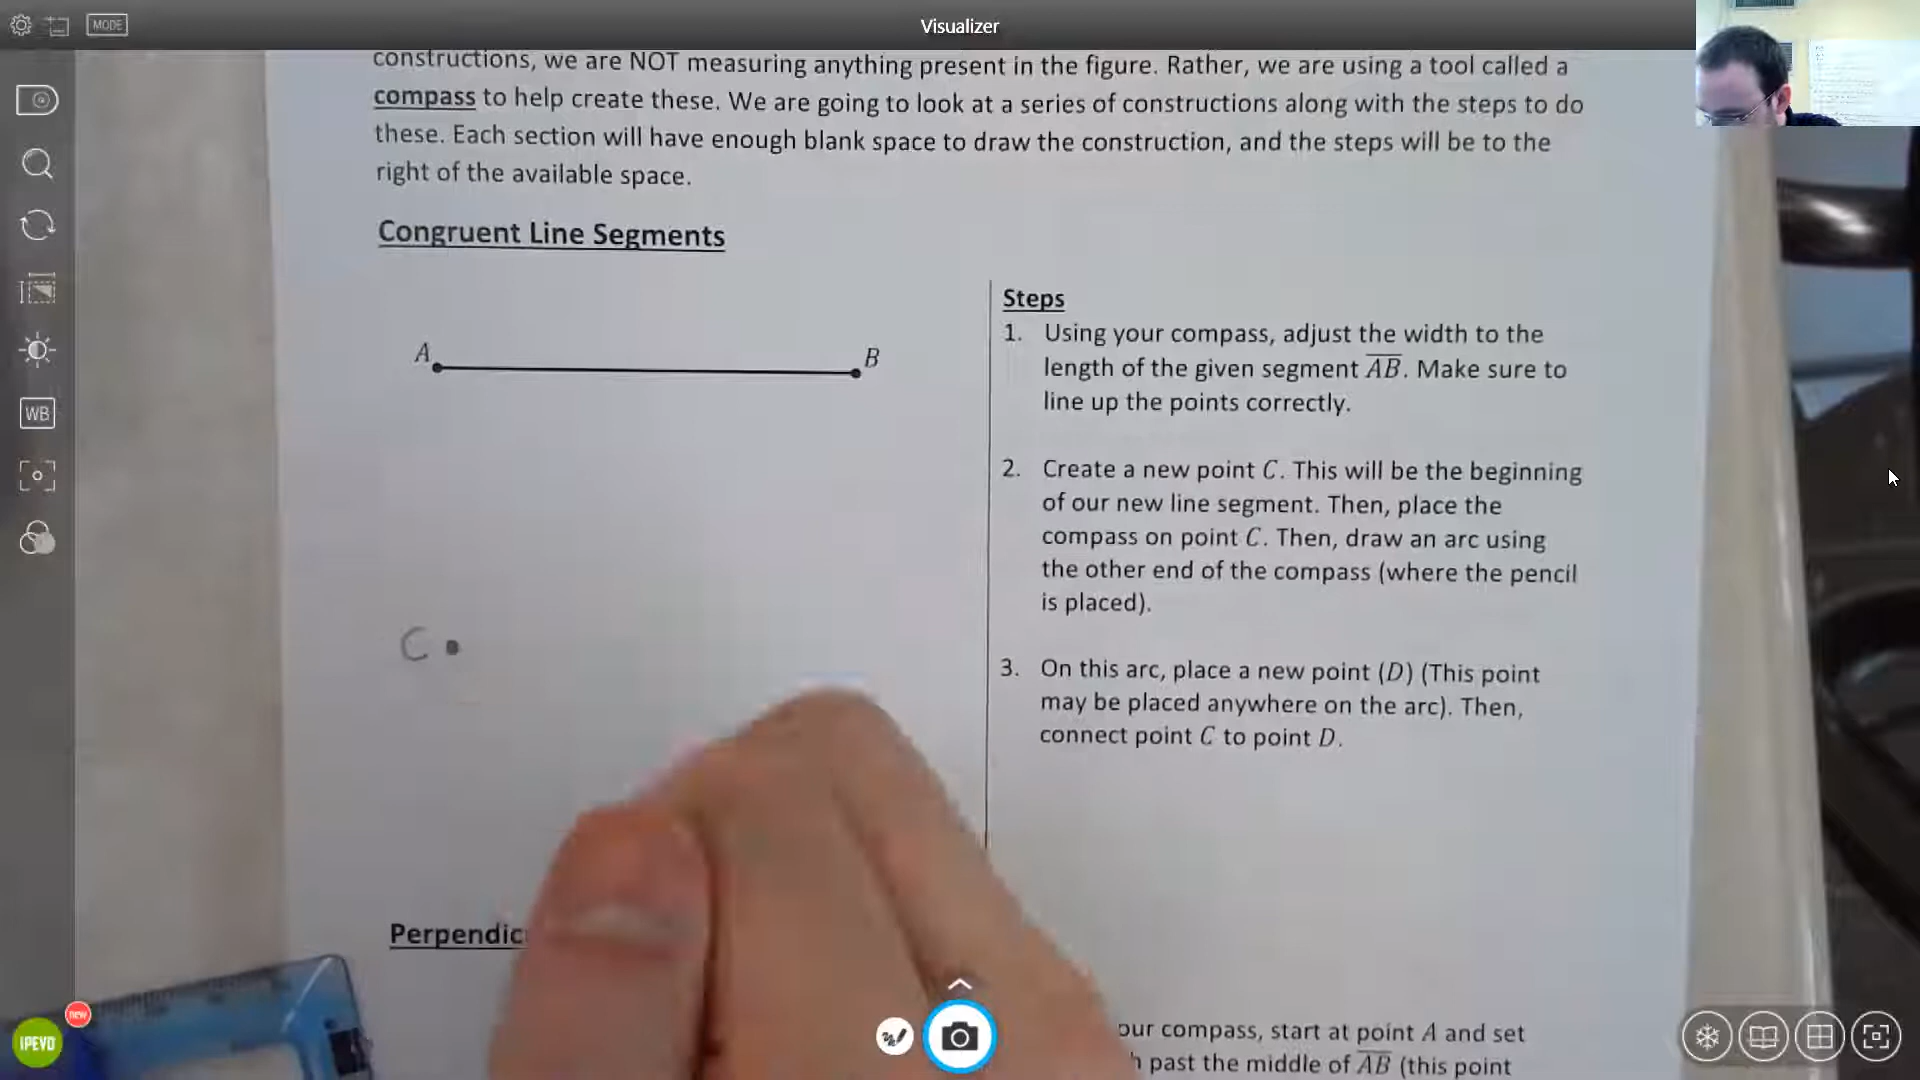 MODE
Visualizer
constructions, we are NOT measuring anything present in the figure. Rather, we are using a tool called a
compass to help create these. We are going to look at a series of constructions along with the steps to do
these. Each section will have enough blank space to draw the construction, and the steps will be to the
right of the available space.
Congruent Line Segments
A
B
C
Steps
1. Using your compass, adjust the width to the
length of the given segment AB. Make sure to
line up the points correctly.
2. Create a new point C. This will be the beginning
of our new line segment. Then, place the
compass on point C. Then, draw an arc using
the other end of the compass (where the pencil
is placed).
3. On this arc, place a new point (D) (This point
may be placed anywhere on the arc). Then,
connect point C to point D.
Perpendic
our compass, start at point A and set
past the middle of AB (this point
WB
new
IPEVO